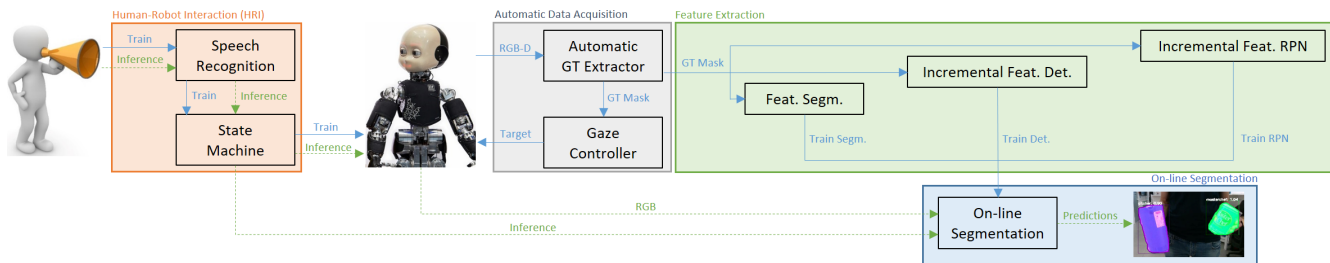 Human-Robot Interaction (HRI)
Automatic Data Acquisition
Feature Extraction
Train
Inference
Speech
Recognition
Train
Inference
State
Machine
Train
Inference
RGB-D
Automatic
GT Extractor
GT Mask
Gaze
Controller
Target
GT Mask
Incremental Feat. RPN
Incremental Feat. Det.
Feat. Segm.
Train Segm.
Train Det.
Train RPN
On-line Segmentation
RGB
Inference
On-line
Segmentation
Predictions